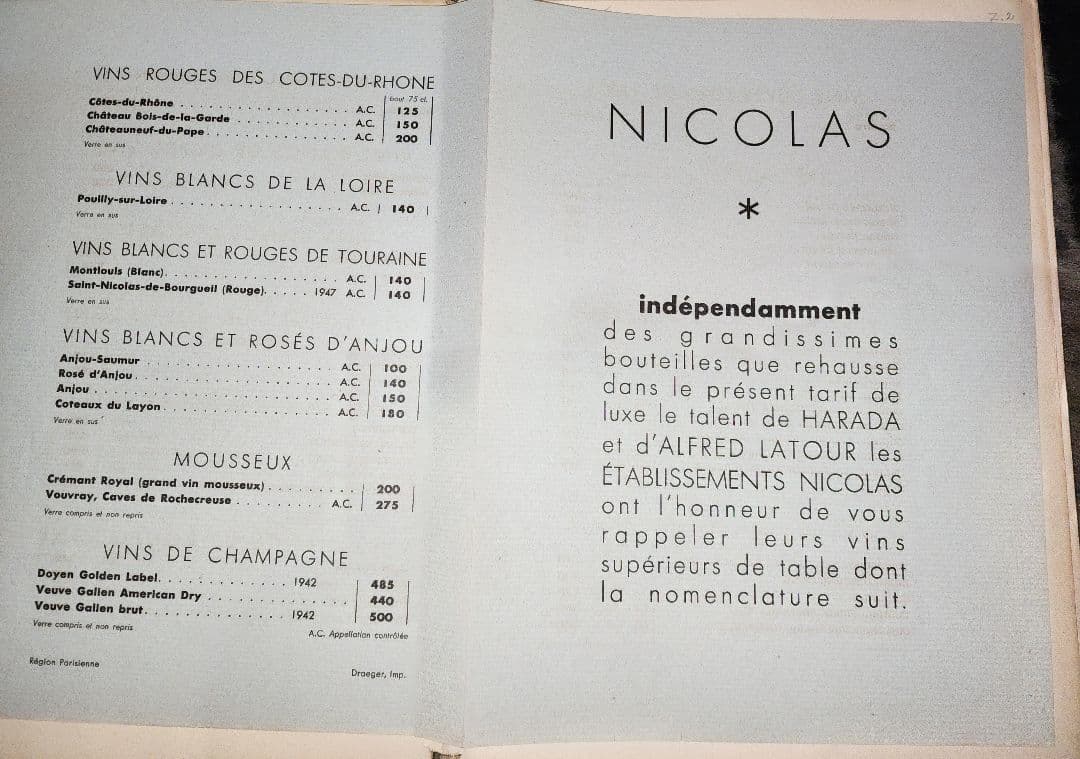 VINS ROUGES DES COTES-DU-RHONE
bout. 75 cl.
Côtes-du-Rhône . . . . . . . . . . . . . . . . . . . A.C. 125
Château Bois-de-la-Garde . . . . . . . . . . . . . A.C. 150
Châteauneuf-du-Pape . . . . . . . . . . . . . . . A.C. 200
Verre en sus
VINS BLANCS DE LA LOIRE
Pouilly-sur-Loire . . . . . . . . . . . . . . . . . . A.C. 140
Verre en sus
VINS BLANCS ET ROUGES DE TOURAINE
Montlouis (Blanc) . . . . . . . . . . . . . . . . . . A.C. 140
Saint-Nicolas-de-Bourgueil (Rouge) . . . . . 1947 A.C. 140
Verre en sus
VINS BLANCS ET ROSÉS D'ANJOU
Anjou-Saumur . . . . . . . . . . . . . . . . . . . . A.C. 100
Rosé d'Anjou . . . . . . . . . . . . . . . . . . . . . A.C. 140
Anjou . . . . . . . . . . . . . . . . . . . . . . . . . A.C. 150
Coteaux du Layon . . . . . . . . . . . . . . . . . . A.C. 180
Verre en sus
MOUSSEUX
Crémant Royal (grand vin mousseux) . . . . . . . . . 200
Vouvray, Caves de Rochecreuse . . . . . . . . . A.C. 275
Verre compris et non repris
VINS DE CHAMPAGNE
Doyen Golden Label . . . . . . . . . . . . . 1942 485
Veuve Gallen American Dry . . . . . . . . . . . . . . 440
Veuve Gallen brut . . . . . . . . . . . . . . 1942 500
Verre compris et non repris
A.C. Appellation contrôlée
Région Parisienne
Draeger, Imp.
NICOLAS
*
indépendamment
des grandissimes
bouteilles que rehausse
dans le présent tarif de
luxe le talent de HARADA
et d'ALFRED LATOUR les
ÉTABLISSEMENTS NICOLAS
ont l'honneur de vous
rappeler leurs vins
supérieurs de table dont
la nomenclature suit.